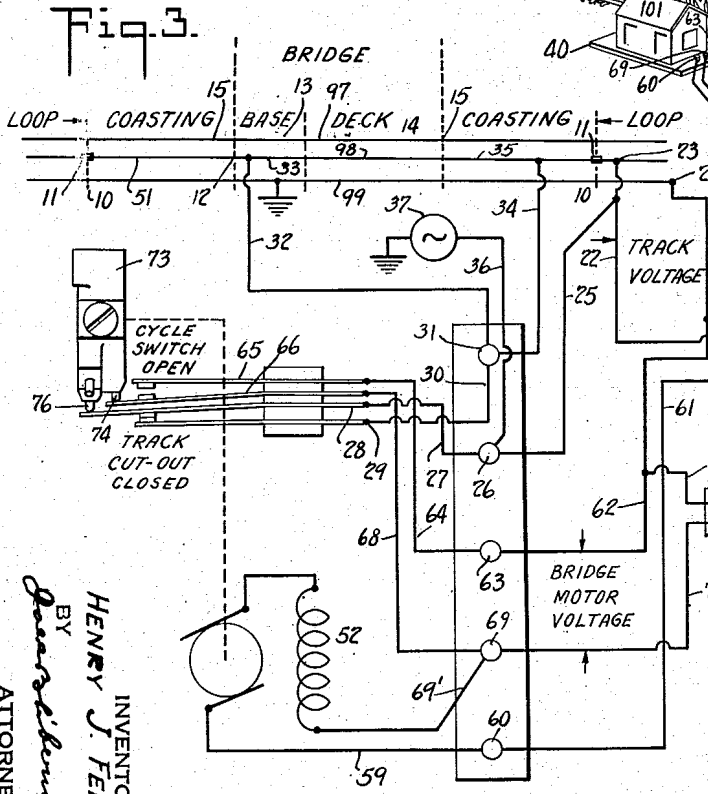 Fig.3.
101
63
40
69
60
BRIDGE
15
13
97
15
11
LOOP
COASTING
BASE
DECK
14
COASTING
LOOP
98
35
23
11
10
51
12
33
99
34
10
37
32
36
22
TRACK
VOLTAGE
25
73
CYCLE
SWITCH
OPEN
65
66
31
30
61
76
74
TRACK
CUT-OUT
CLOSED
28
29
27
26
62
64
68
63
BRIDGE
MOTOR
VOLTAGE
52
69
69'
60
59
INVENTO
HENRY J. FE
BY
ATTORNE